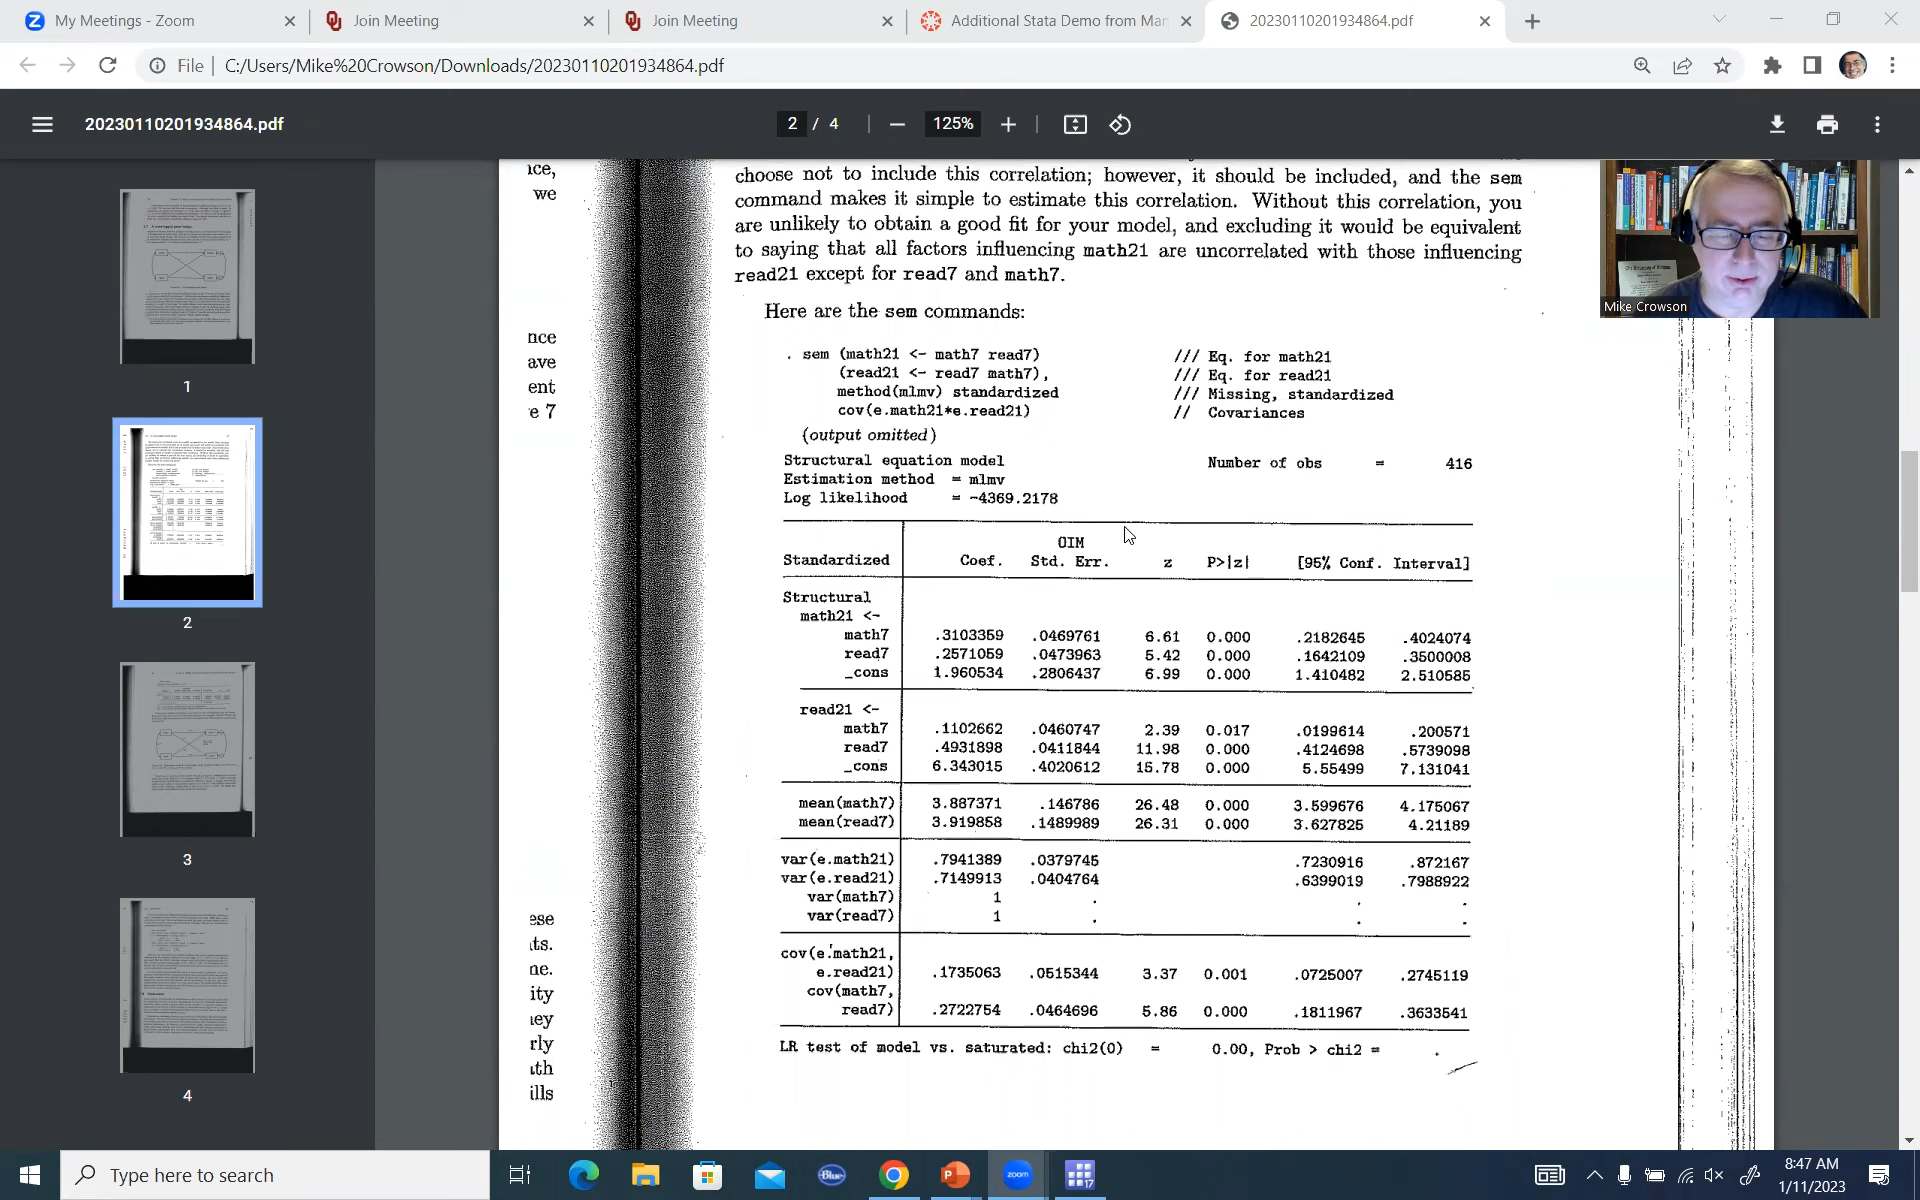 My Meetings - Zoom
Join Meeting
Join Meeting
Additional Stata Demo from Mar
20230110201934864.pdf
File
C:/Users/Mike%20Crowson/Downloads/20230110201934864.pdf
20230110201934864.pdf
2 / 4
125%
1
2
3
4
we
nce
ave
ent
e 7
ese
ts.
ne.
ity
rly
ills
choose not to include this correlation; however, it should be included, and the sem
command makes it simple to estimate this correlation. Without this correlation, you
are unlikely to obtain a good fit for your model, and excluding it would be equivalent
to saying that all factors influencing math21 are uncorrelated with those influencing
read21 except for read7 and math7.
Here are the sem commands:
. sem (math21 <- math7 read7) /// Eq. for math21
(read21 <- read7 math7), /// Eq. for read21
method(mlmv) standardized /// Missing, standardized
cov(e.math21*e.read21) // Covariances
(output omitted)
Structural equation model Number of obs = 416
Estimation method = mlmv
Log likelihood = -4369.2178
OIM
Standardized Coef. Std. Err. z P>|z| [95% Conf. Interval]
Structural
math21 <-
math7 .3103359 .0469761 6.61 0.000 .2182645 .4024074
read7 .2571059 .0473963 5.42 0.000 .1642109 .3500008
_cons 1.960534 .2806437 6.99 0.000 1.410482 2.510585
read21 <-
math7 .1102662 .0460747 2.39 0.017 .0199614 .200571
read7 .4931898 .0411844 11.98 0.000 .4124698 .5739098
_cons 6.343015 .4020612 15.78 0.000 5.55499 7.131041
mean(math7) 3.887371 .146786 26.48 0.000 3.599676 4.175067
mean(read7) 3.919858 .1489989 26.31 0.000 3.627825 4.21189
var(e.math21) .7941389 .0379745 .7230916 .872167
var(e.read21) .7149913 .0404764 .6399019 .7988922
var(math7) 1 . . .
var(read7) 1 . . .
cov(e.math21,
e.read21) .1735063 .0515344 3.37 0.001 .0725007 .2745119
cov(math7,
read7) .2722754 .0464696 5.86 0.000 .1811967 .3633541
LR test of model vs. saturated: chi2(0) = 0.00, Prob > chi2 = .
Mike Crowson
Type here to search
Blue
zoom
17
8:47 AM
1/11/2023